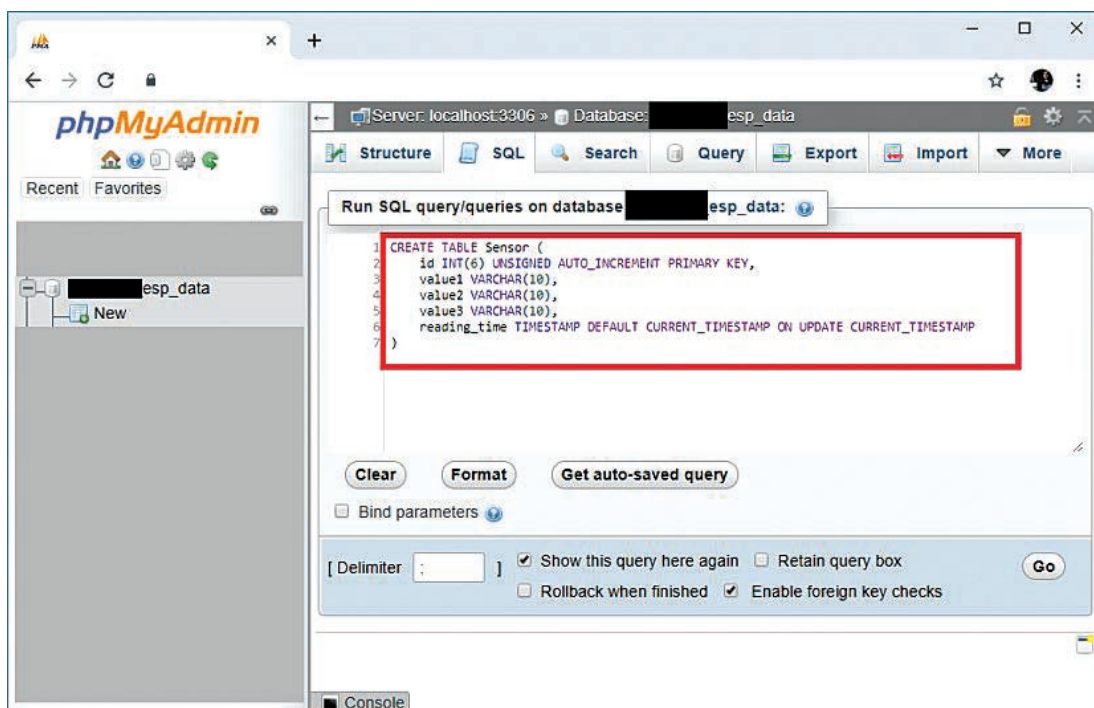 phpMyAdmin
Recent Favorites
esp_data
New
Server: localhost:3306 » Database: esp_data
Structure SQL Search Query Export Import More
Run SQL query/queries on database _esp_data:
1 CREATE TABLE Sensor (
2 id INT(6) UNSIGNED AUTO_INCREMENT PRIMARY KEY,
3 value1 VARCHAR(10),
4 value2 VARCHAR(10),
5 value3 VARCHAR(10),
6 reading_time TIMESTAMP DEFAULT CURRENT_TIMESTAMP ON UPDATE CURRENT_TIMESTAMP
7 )
Clear Format Get auto-saved query
Bind parameters
[ Delimiter ; ] Show this query here again Retain query box Go
Rollback when finished Enable foreign key checks
Console